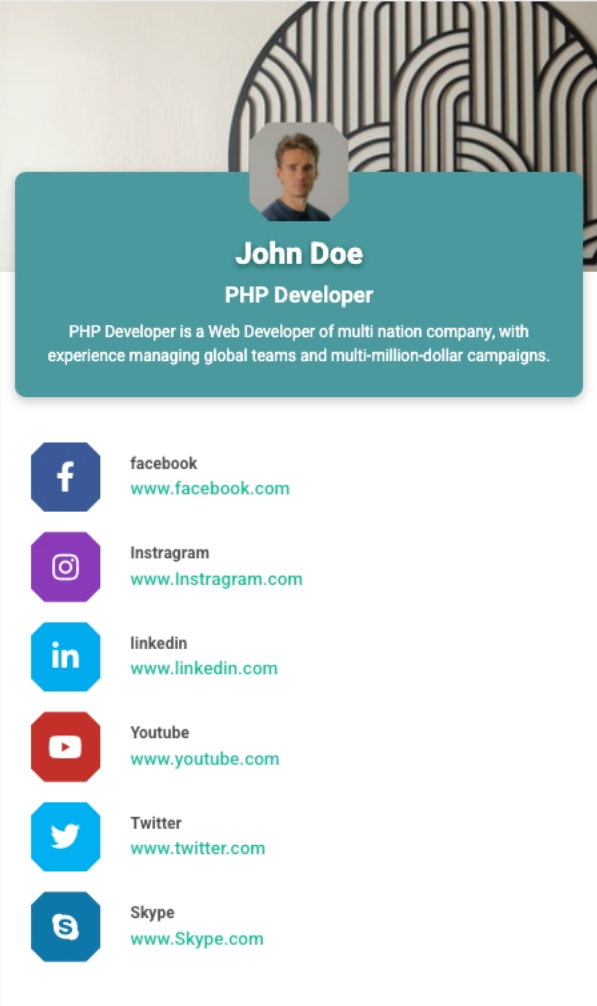 John Doe
PHP Developer
PHP Developer is a Web Developer of multi nation company, with
experience managing global teams and multi-million-dollar campaigns.
facebook
www.facebook.com
Instragram
www.Instragram.com
linkedin
www.linkedin.com
Youtube
www.youtube.com
Twitter
www.twitter.com
Skype
www.Skype.com